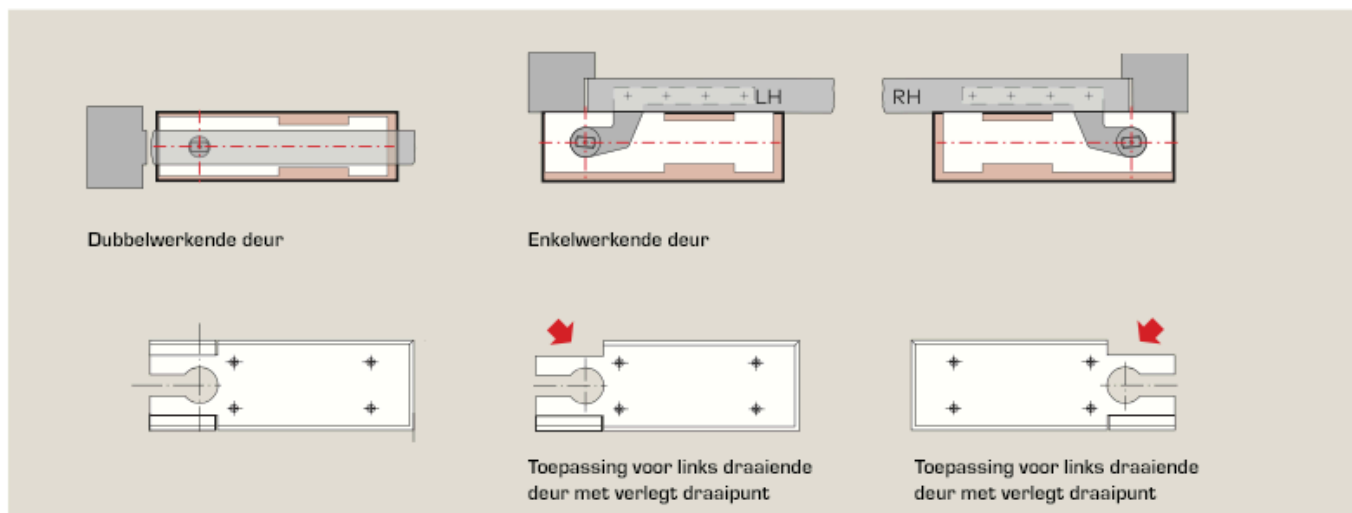 LH
RH
Dubbelwerkende deur
Enkelwerkende deur
Toepassing voor links draaiende
deur met verlegt draaipunt
Toepassing voor links draaiende
deur met verlegt draaipunt